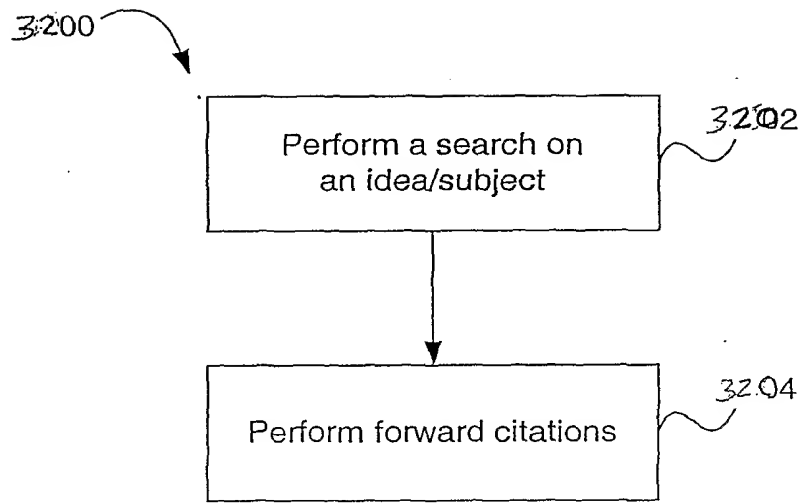 3200
Perform a search on
an idea/subject
3202
Perform forward citations
3204